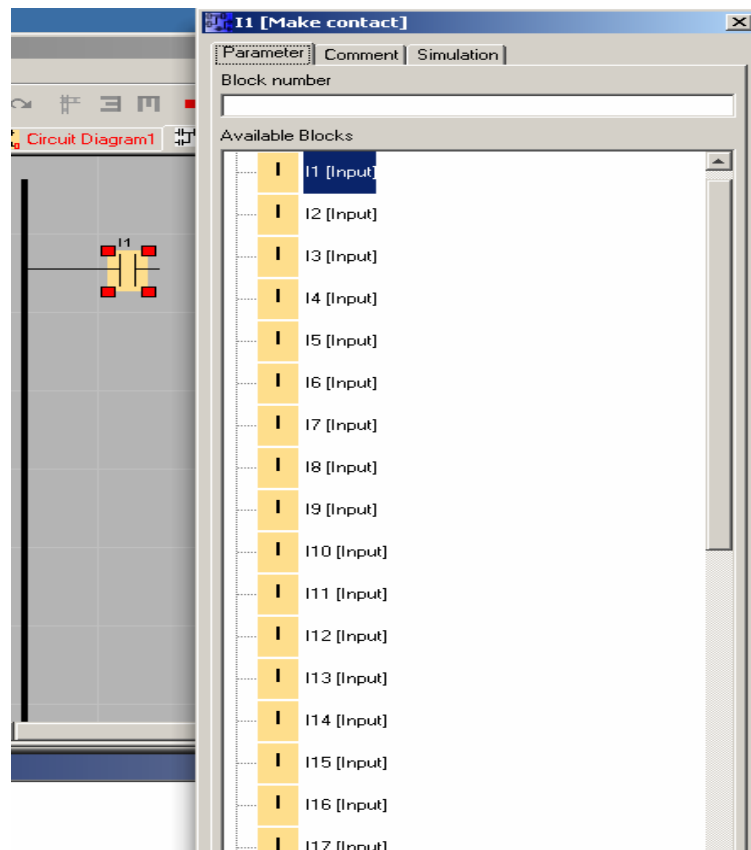 I1 [Make contact]
Parameter Comment Simulation
Block number
Circuit Diagram1
Available Blocks
I1
I I1 [Input]
I I2 [Input]
I I3 [Input]
I I4 [Input]
I I5 [Input]
I I6 [Input]
I I7 [Input]
I I8 [Input]
I I9 [Input]
I I10 [Input]
I I11 [Input]
I I12 [Input]
I I13 [Input]
I I14 [Input]
I I15 [Input]
I I16 [Input]
I I17 [Input]